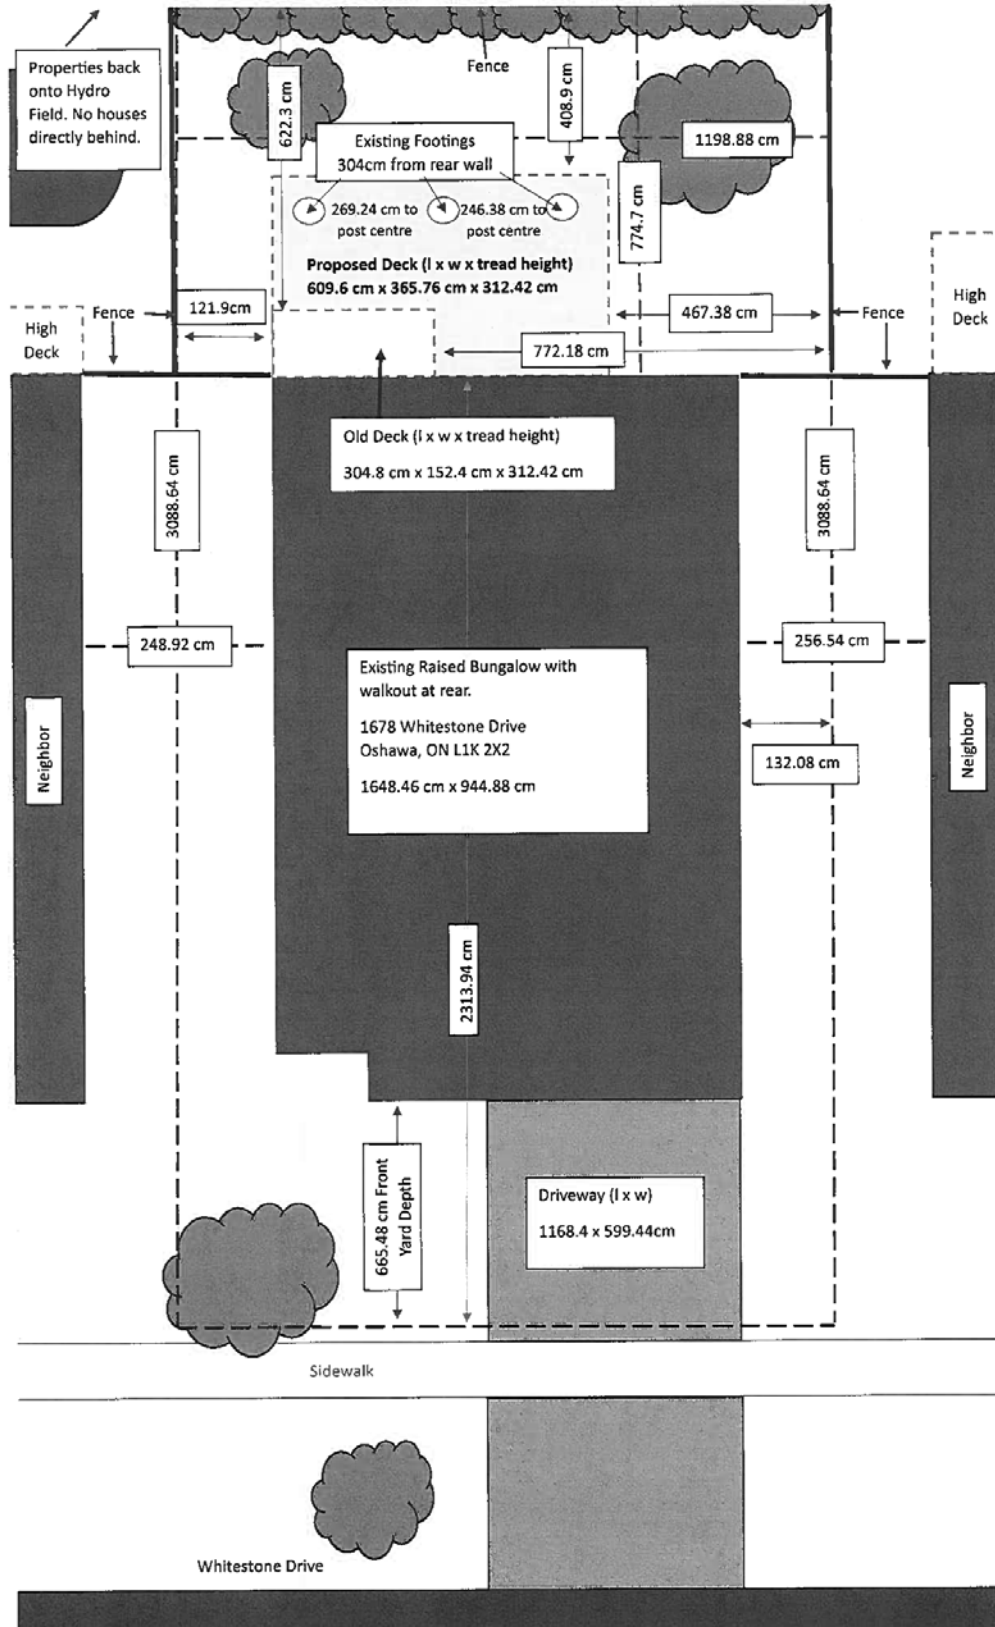 Properties back
onto Hydro
Field. No houses
directly behind.
622.3 cm
Fence
408.9 cm
1198.88 cm
Existing Footings
304cm from rear wall
774.7 cm
269.24 cm to
post centre
246.38 cm to
post centre
Proposed Deck (l x w x tread height)
609.6 cm x 365.76 cm x 312.42 cm
High
Deck
Fence
121.9cm
467.38 cm
Fence
High
Deck
772.18 cm
Old Deck (l x w x tread height)
304.8 cm x 152.4 cm x 312.42 cm
3088.64 cm
3088.64 cm
248.92 cm
256.54 cm
Existing Raised Bungalow with
walkout at rear.
1678 Whitestone Drive
Oshawa, ON L1K 2X2
1648.46 cm x 944.88 cm
Neighbor
132.08 cm
Neighbor
2313.94 cm
665.48 cm Front
Yard Depth
Driveway (l x w)
1168.4 x 599.44cm
Sidewalk
Whitestone Drive